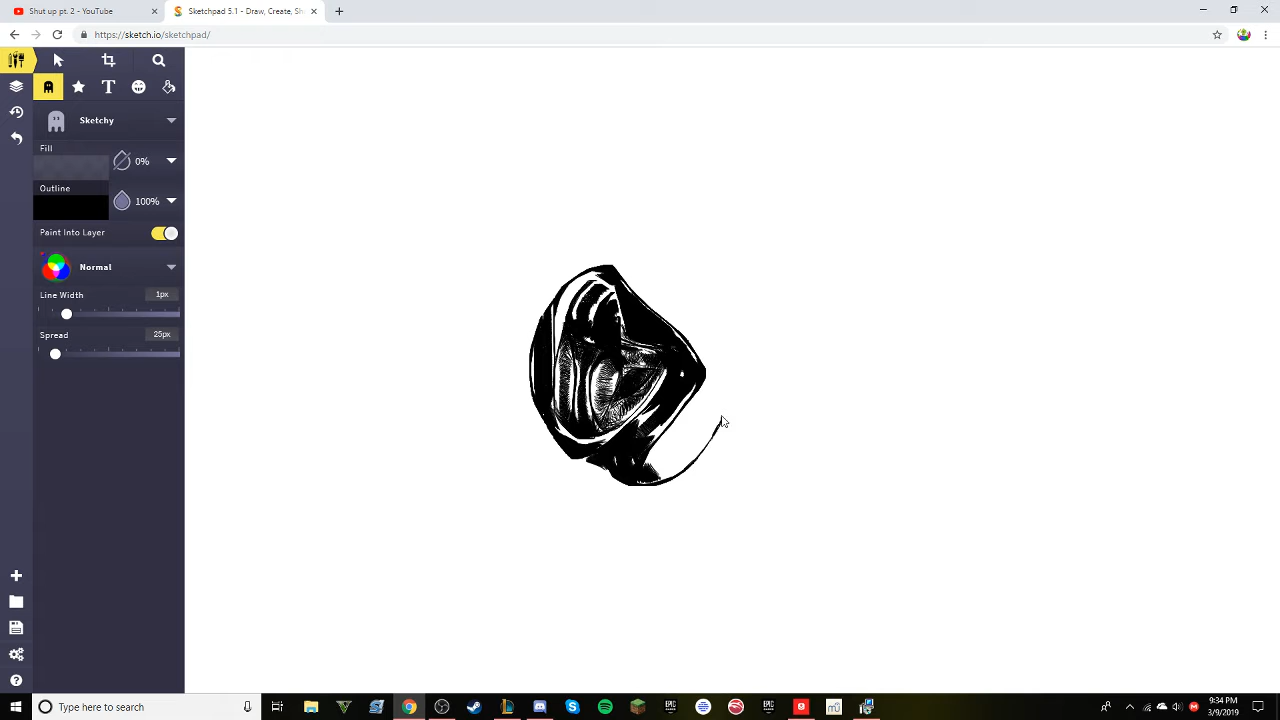 Shut up pt. 2 - YouTube
Sketchpad 5.1 - Draw, Create, Sh
https://sketch.io/sketchpad/
Sketchy
Fill
0%
Outline
100%
Paint Into Layer
Normal
Line Width
1px
Spread
25px
Type here to search
9:34 PM
3/9/2019